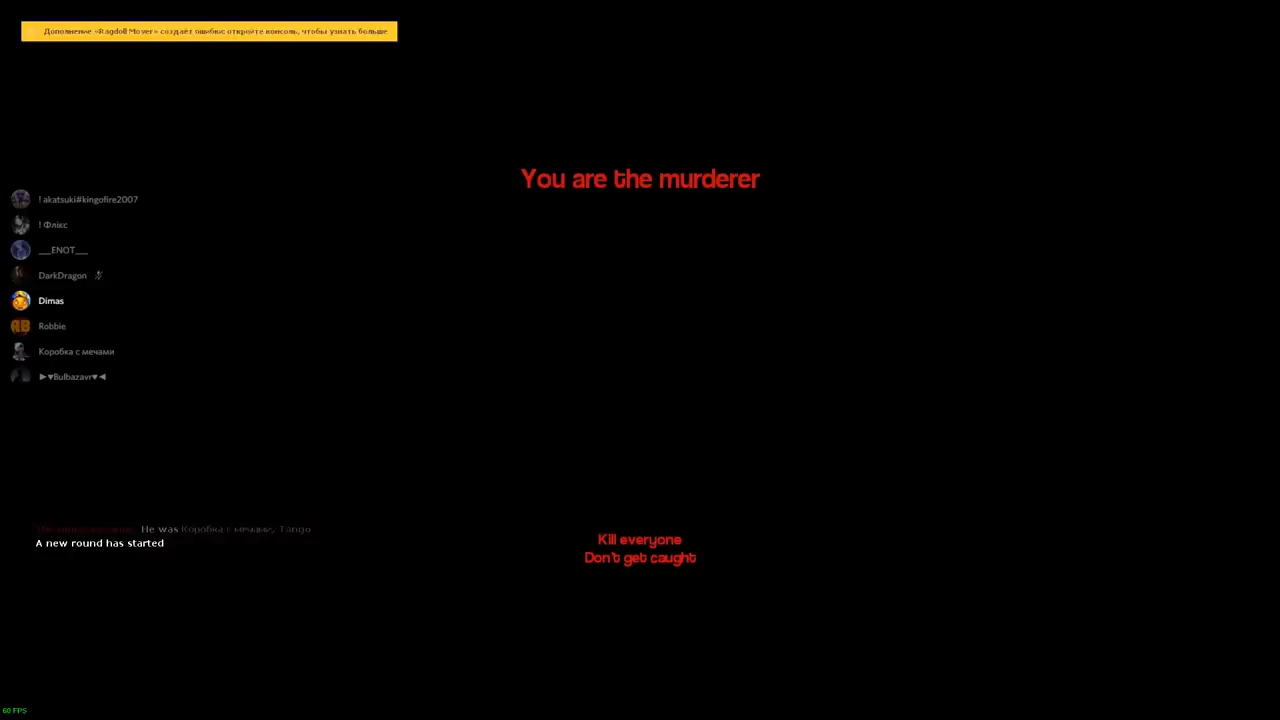 Дополнение «Ragdoll Mover» создаёт ошибки: откройте консоль, чтобы узнать больше
You are the murderer
! akatsuki#kingofire2007
! Флікс
___ENOT___
DarkDragon
Dimas
RB
Robbie
Коробка с мечами
►♥Bulbazavr♥◄
He was Коробка с мечами, Tango
A new round has started
Kill everyone
Don't get caught
60 FPS